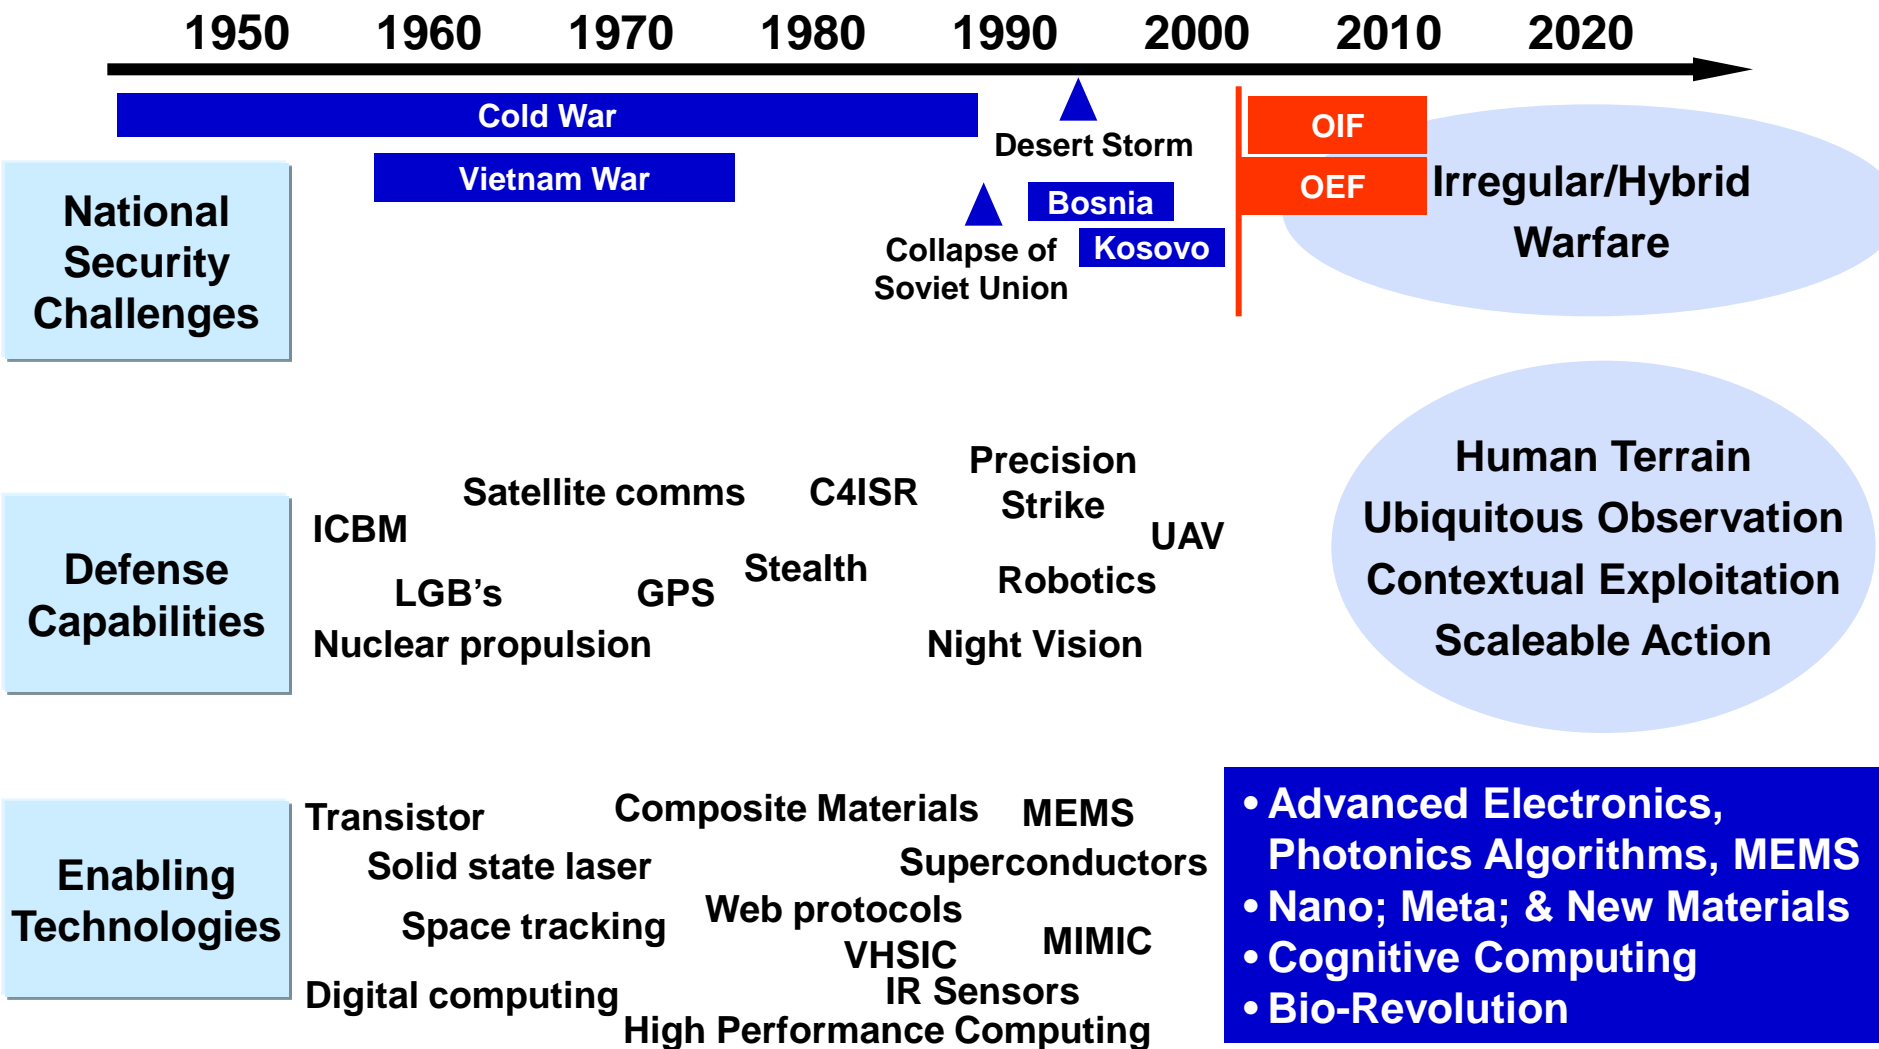 1950 1960 1970 1980 1990 2000 2010 2020
Cold War
Desert Storm
OIF
Vietnam War
OEF
Irregular/Hybrid
Warfare
Bosnia
Kosovo
Collapse of
Soviet Union
National
Security
Challenges
Defense
Capabilities
ICBM
Satellite comms
C4ISR
Precision
Strike
UAV
LGB's
GPS
Stealth
Robotics
Nuclear propulsion
Night Vision
Human Terrain
Ubiquitous Observation
Contextual Exploitation
Scaleable Action
Enabling
Technologies
Transistor
Composite Materials
MEMS
Solid state laser
Superconductors
Space tracking
Web protocols
VHSIC
MIMIC
Digital computing
IR Sensors
High Performance Computing
• Advanced Electronics,
Photonics Algorithms, MEMS
• Nano; Meta; & New Materials
• Cognitive Computing
• Bio-Revolution